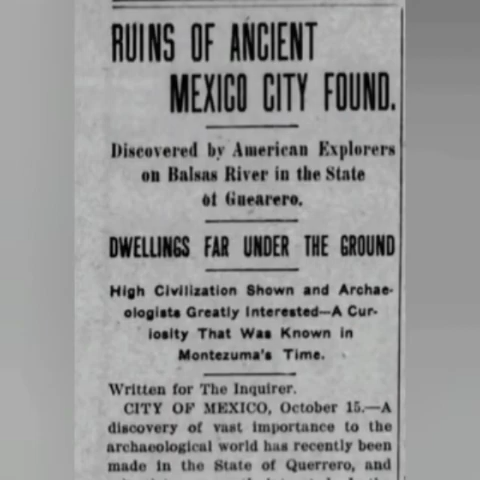 RUINS OF ANCIENT
MEXICO CITY FOUND.
Discovered by American Explorers
on Balsas River in the State
of Guearero.
DWELLINGS FAR UNDER THE GROUND
High Civilization Shown and Archae-
ologists Greatly Interested—A Cur-
iosity That Was Known in
Montezuma's Time.
Written for The Inquirer.
CITY OF MEXICO, October 15.—A
discovery of vast importance to the
archaeological world has recently been
made in the State of Querrero, and